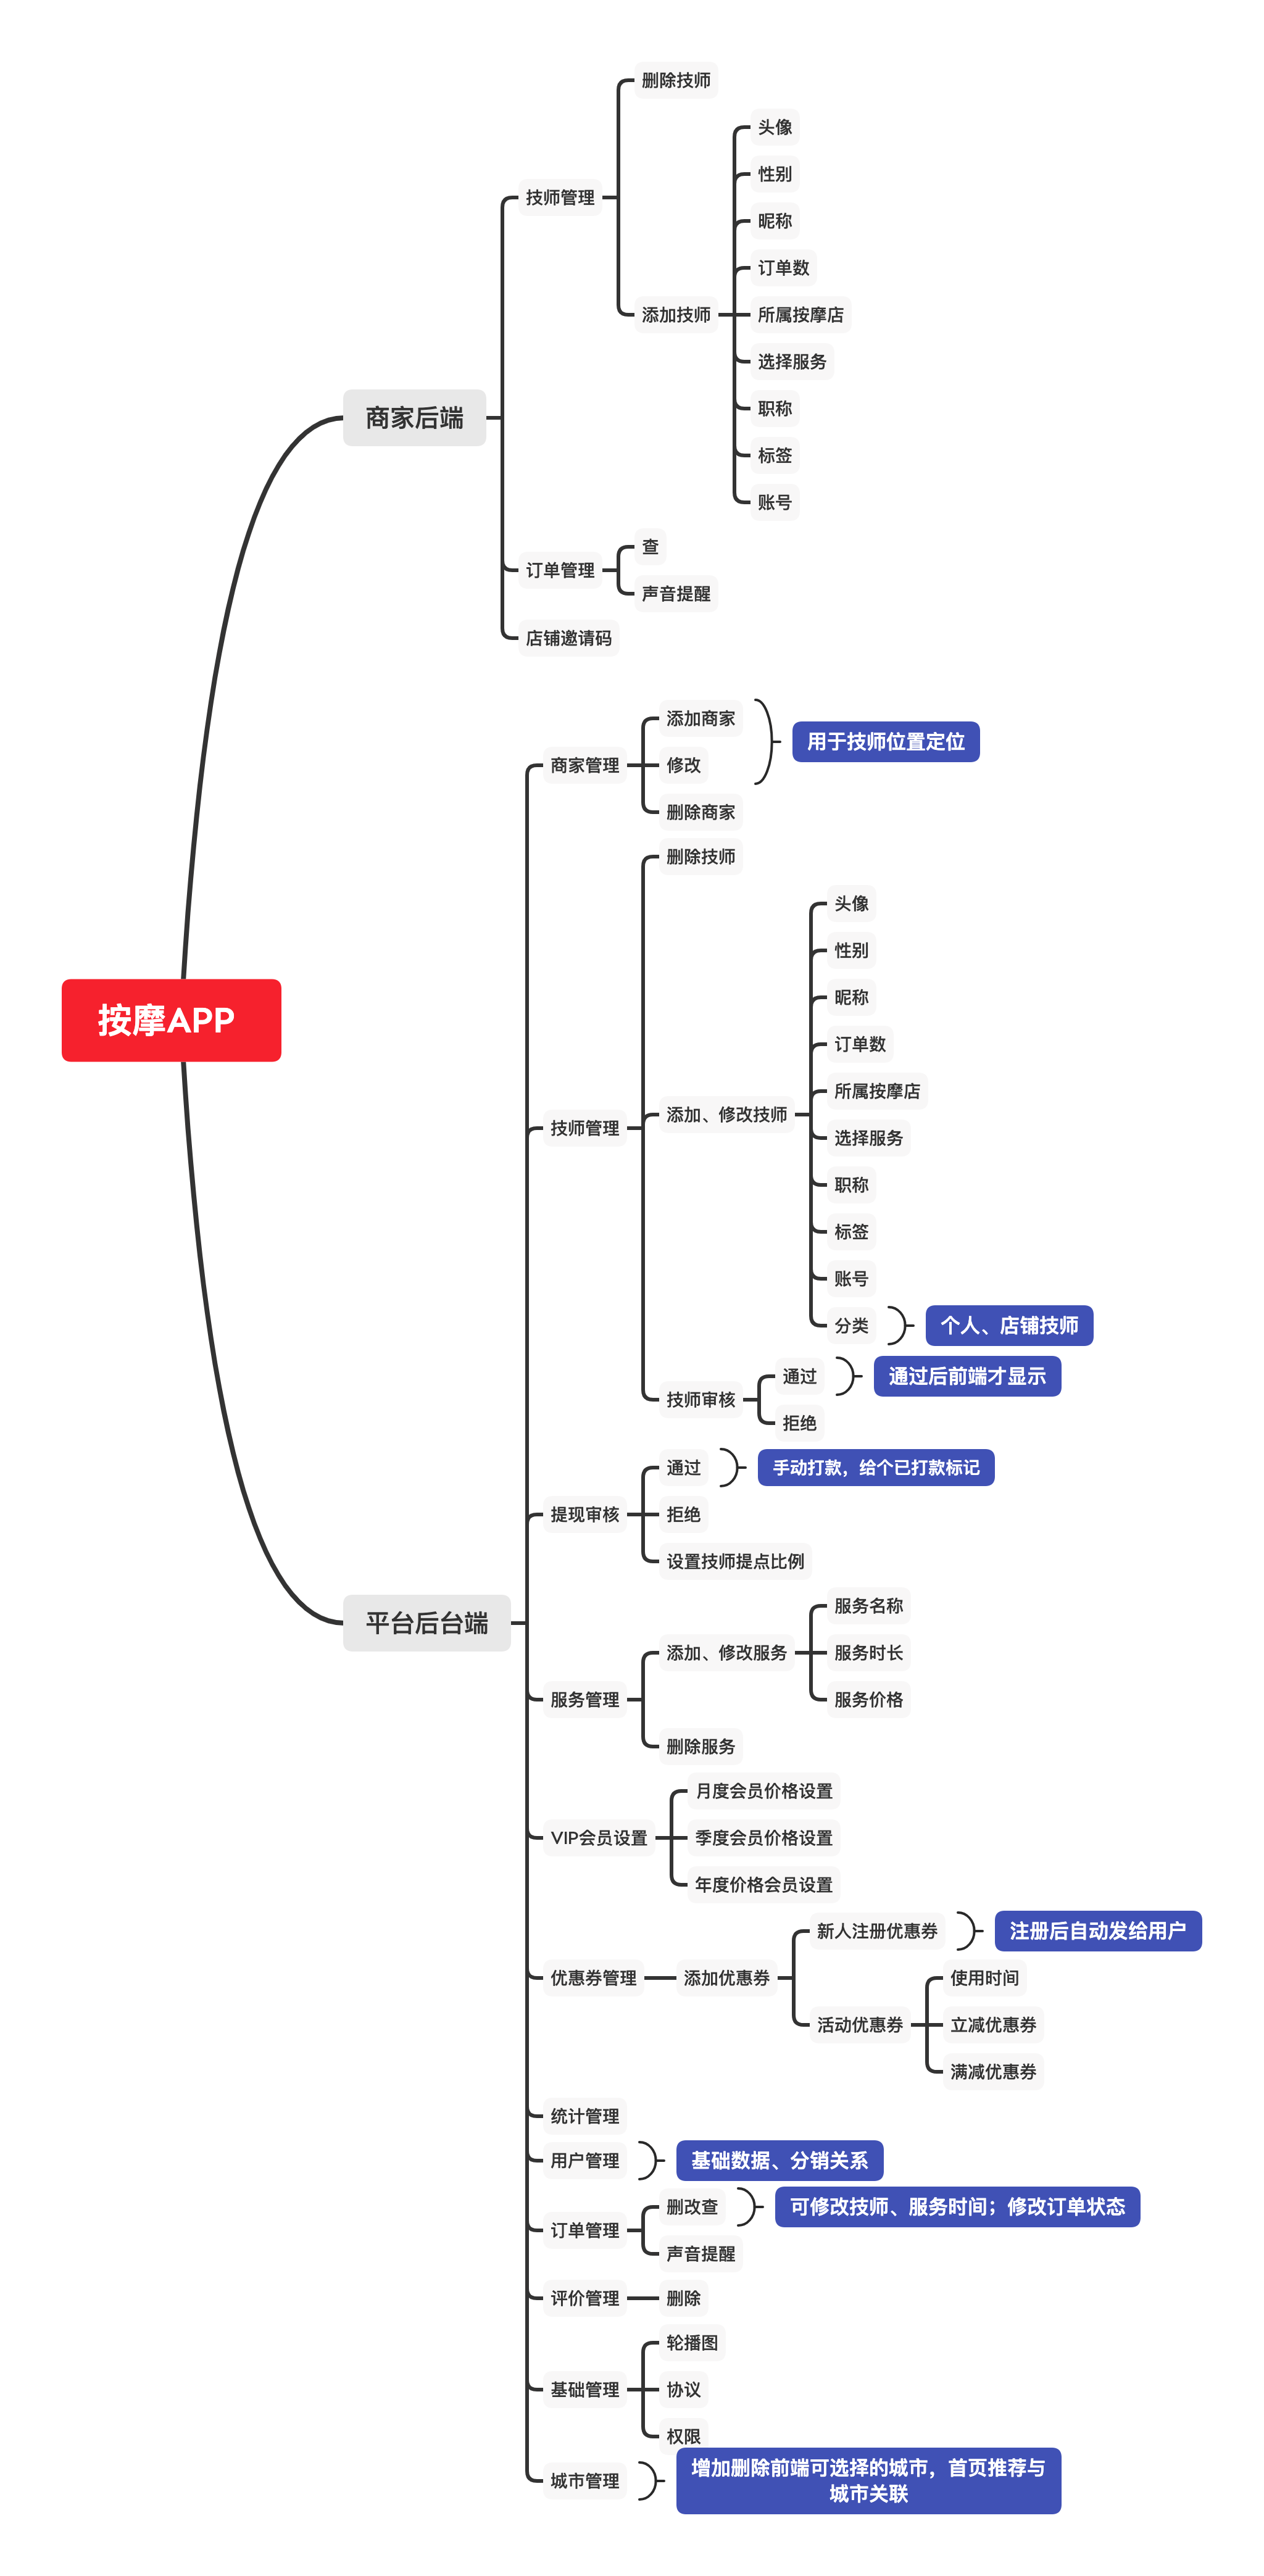 删除技师
头像
性别
技师管理
昵称
订单数
添加技师
所属按摩店
选择服务
职称
商家后端
标签
账号
查
订单管理
声音提醒
店铺邀请码
添加商家
用于技师位置定位
商家管理
修改
删除商家
删除技师
头像
性别
昵称
按摩APP
订单数
所属按摩店
添加、修改技师
技师管理
选择服务
职称
标签
账号
分类
个人、店铺技师
通过
通过后前端才显示
技师审核
拒绝
通过
手动打款，给个已打款标记
提现审核
拒绝
设置技师提点比例
服务名称
平台后台端
添加、修改服务
服务时长
服务管理
服务价格
删除服务
月度会员价格设置
VIP会员设置
季度会员价格设置
年度价格会员设置
新人注册优惠券
注册后自动发给用户
优惠券管理
添加优惠券
使用时间
活动优惠券
立减优惠券
满减优惠券
统计管理
用户管理
基础数据、分销关系
删改查
可修改技师、服务时间；修改订单状态
订单管理
声音提醒
评价管理
删除
轮播图
基础管理
协议
权限
城市管理
增加删除前端可选择的城市，首页推荐与
城市关联